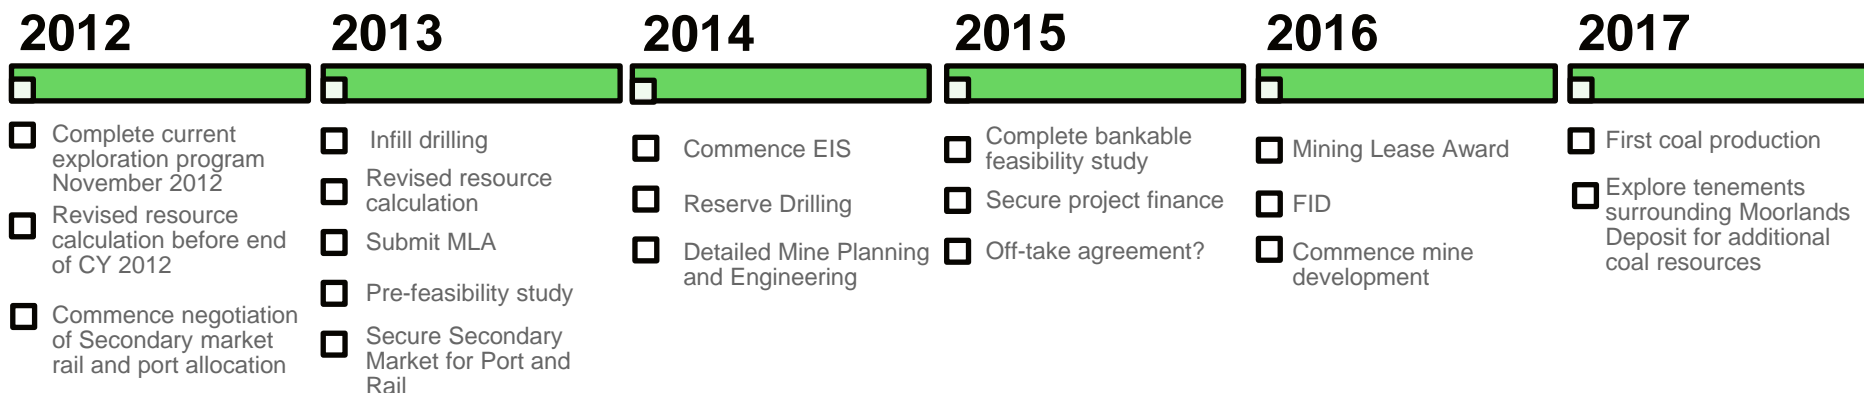 2012
Complete current
exploration program
November 2012
Revised resource
calculation before end
of CY 2012
Commence negotiation
of Secondary market
rail and port allocation
2013
Infill drilling
Revised resource
calculation
Submit MLA
Pre-feasibility study
Secure Secondary
Market for Port and
Rail
2014
Commence EIS
Reserve Drilling
Detailed Mine Planning
and Engineering
2015
Complete bankable
feasibility study
Secure project finance
Off-take agreement?
2016
Mining Lease Award
FID
Commence mine
development
2017
First coal production
Explore tenements
surrounding Moorlands
Deposit for additional
coal resources